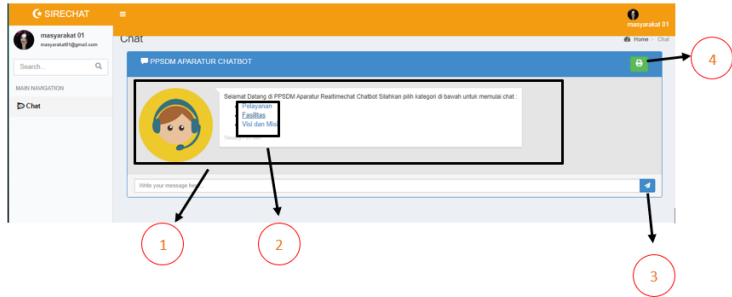 SIRECHAT
masyarakat 01
masyarakat 01
masyarakat01@gmail.com
Chat
Home > Chat
Search...
PPSDM APARATUR CHATBOT
MAIN NAVIGATION
Chat
Selamat Datang di PPSDM Aparatur Realtimechat Chatbot Silahkan pilih kategori di bawah untuk memulai chat :
Pelayanan
Fasilitas
Visi dan Misi
Write your message here
1
2
3
4